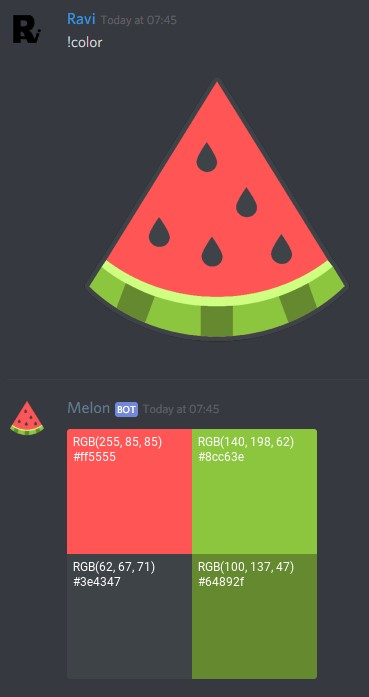 Ravi Today at 07:45
!color
Melon BOT Today at 07:45
RGB(255, 85, 85)
#ff5555
RGB(140, 198, 62)
#8cc63e
RGB(62, 67, 71)
#3e4347
RGB(100, 137, 47)
#64892f